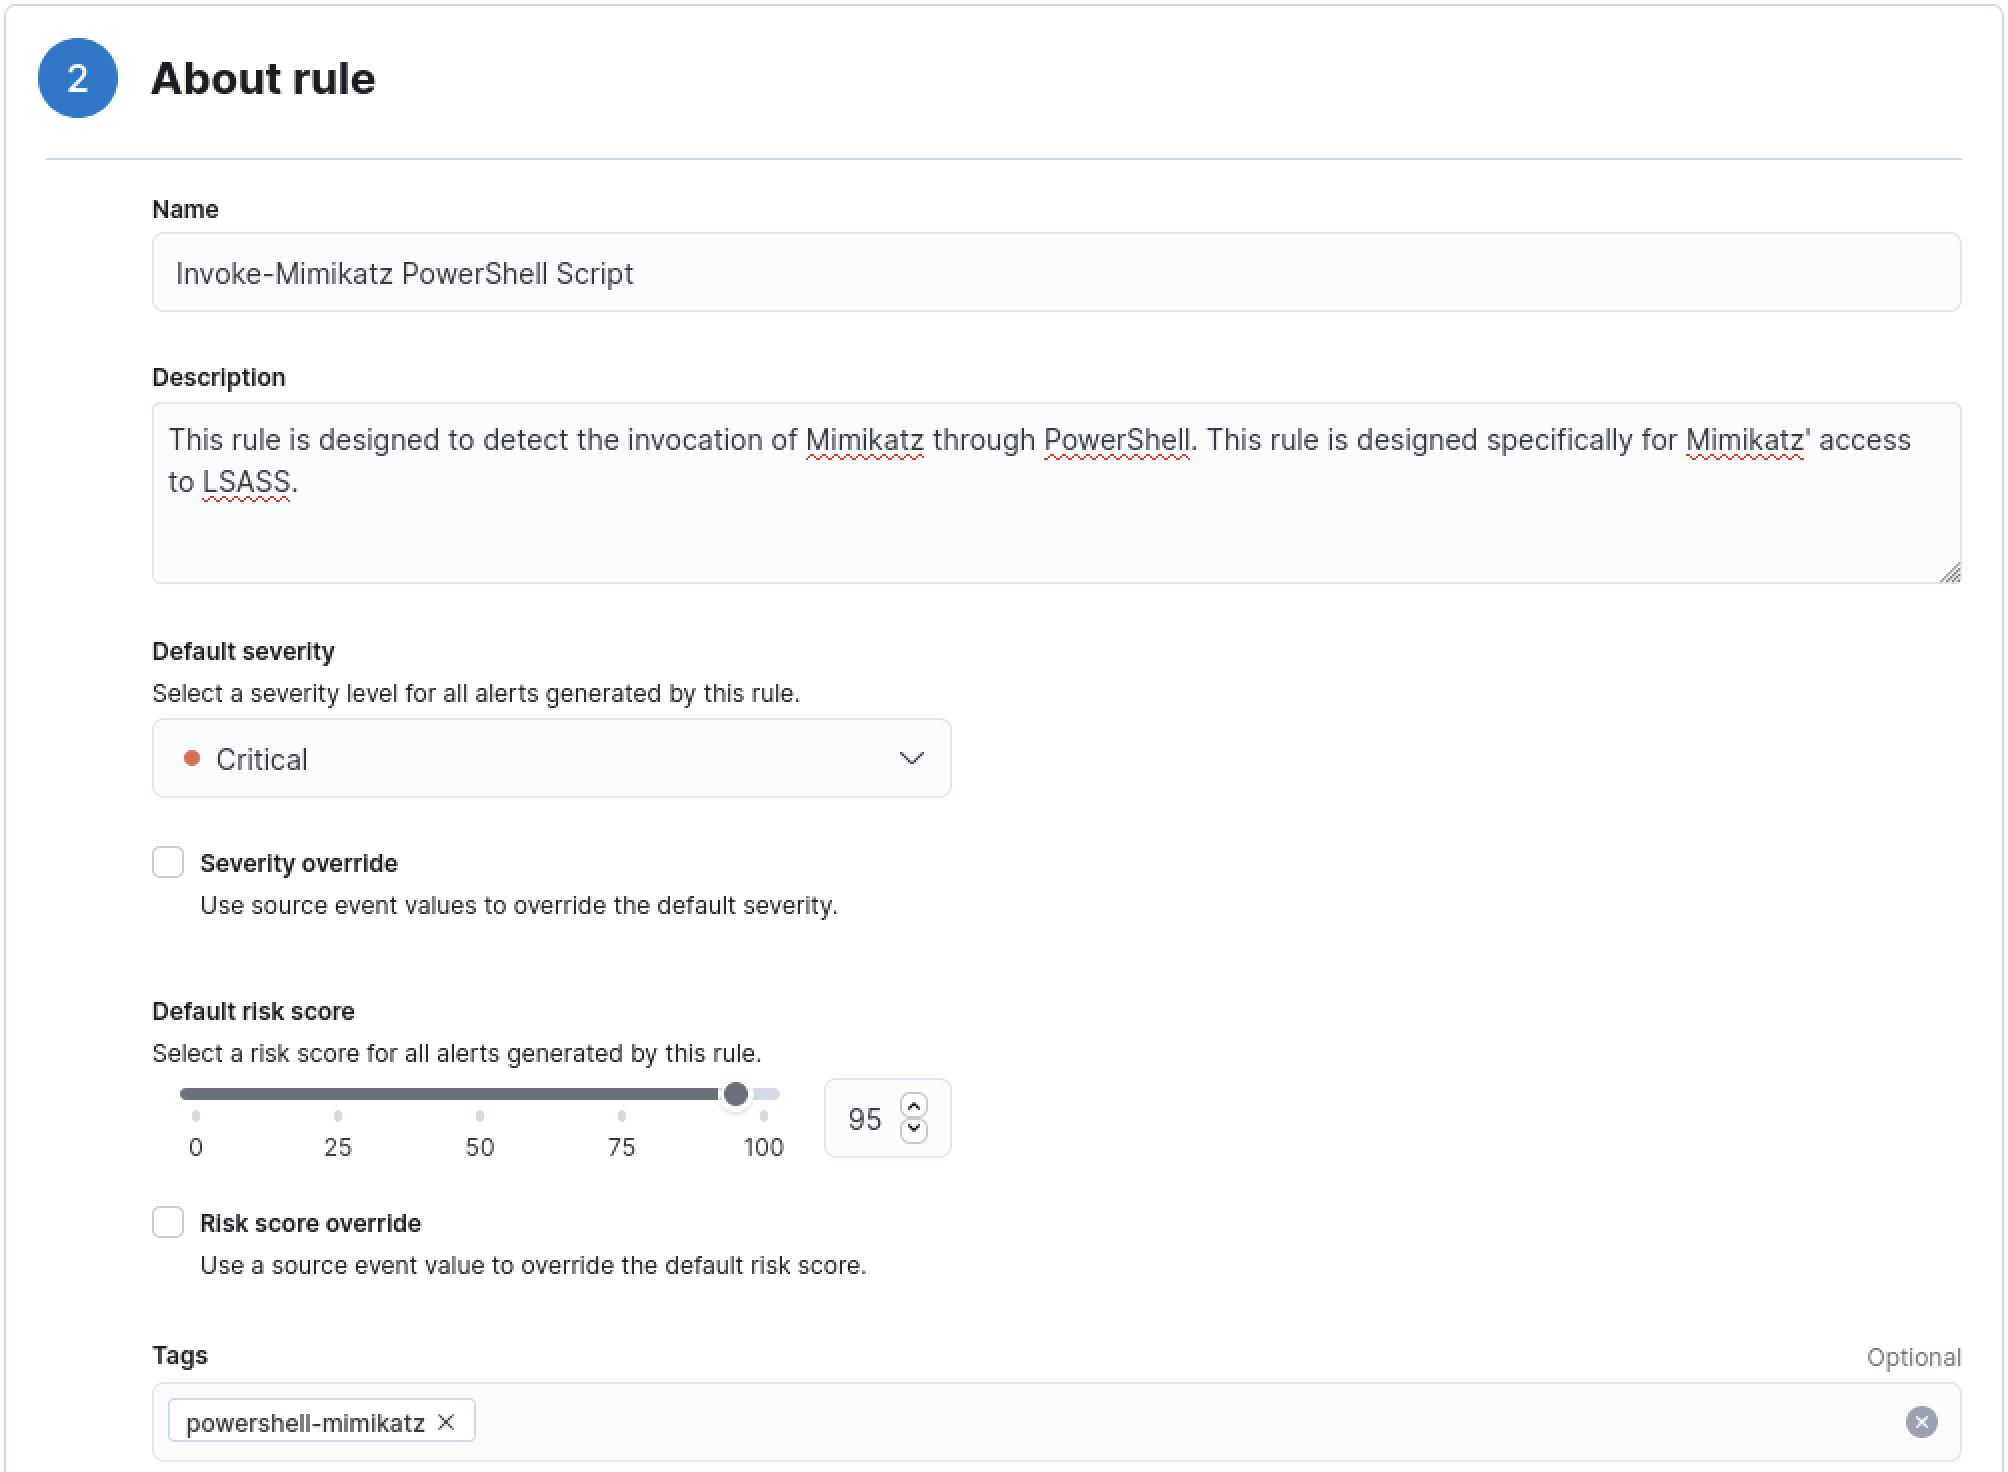 2
About rule
Name
Invoke-Mimikatz PowerShell Script
Description
This rule is designed to detect the invocation of Mimikatz through PowerShell. This rule is designed specifically for Mimikatz' access
to LSASS.
Default severity
Select a severity level for all alerts generated by this rule.
Critical
Severity override
Use source event values to override the default severity.
Default risk score
Select a risk score for all alerts generated by this rule.
95
0 25 50 75 100
Risk score override
Use a source event value to override the default risk score.
Tags Optional
powershell-mimikatz